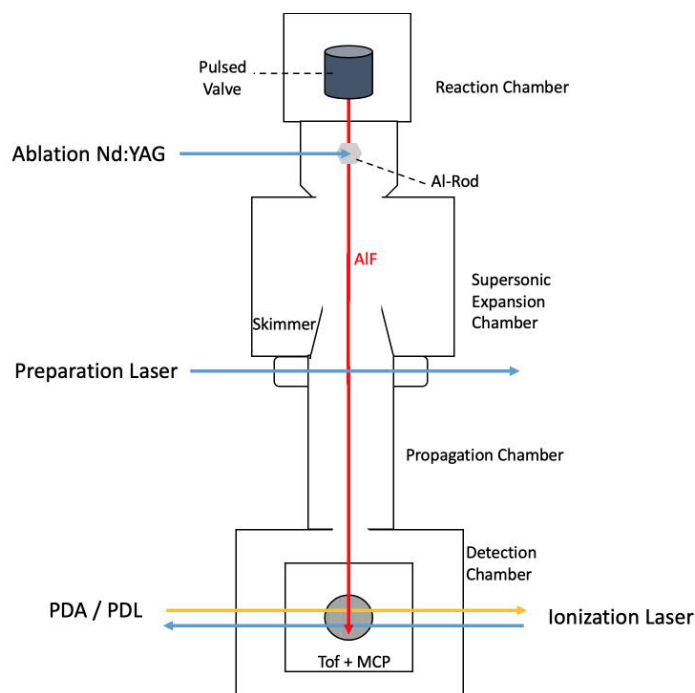 Pulsed
Valve
Reaction Chamber
Ablation Nd:YAG
Al-Rod
AlF
Supersonic
Expansion
Chamber
Skimmer
Preparation Laser
Propagation Chamber
Detection
Chamber
PDA / PDL
Ionization Laser
Tof + MCP